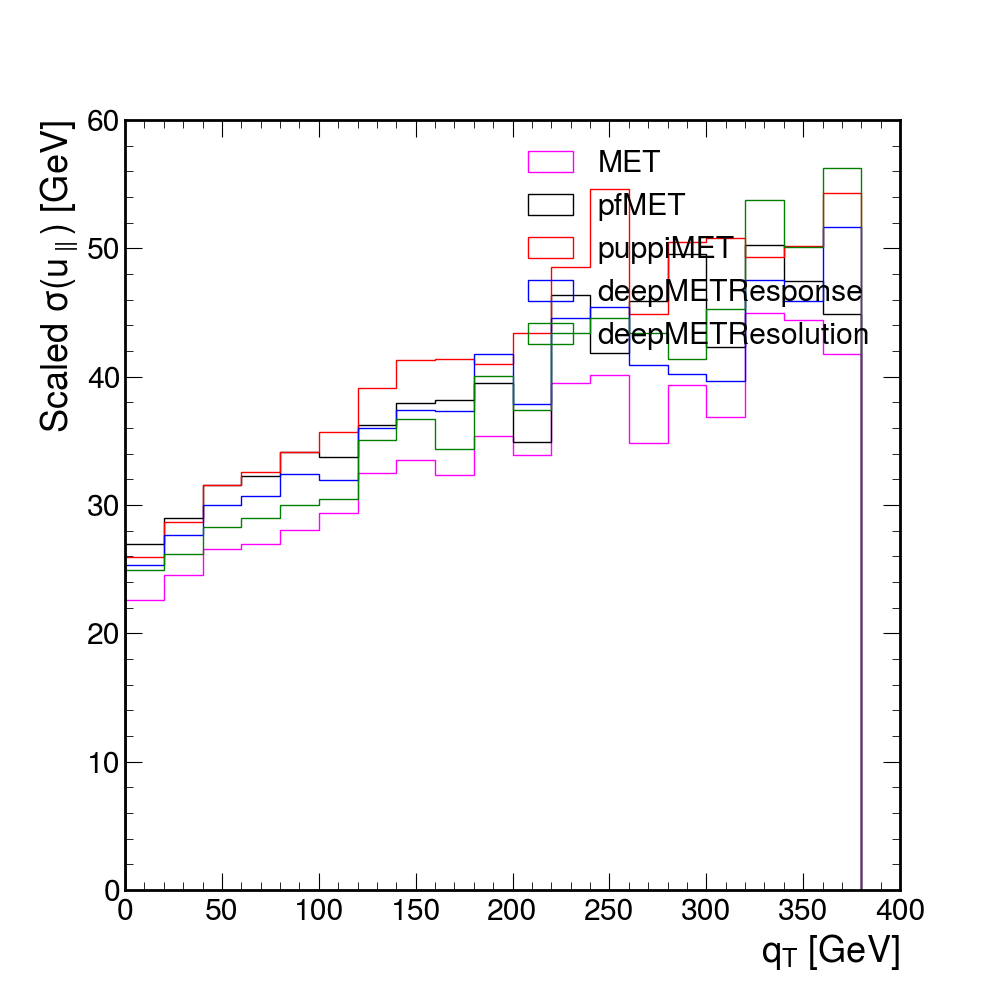 Scaled σ(u∥) [GeV]
60
50
40
30
20
10
0
MET
pfMET
puppiMET
deepMETResponse
deepMETResolution
0 50 100 150 200 250 300 350 400
qT [GeV]